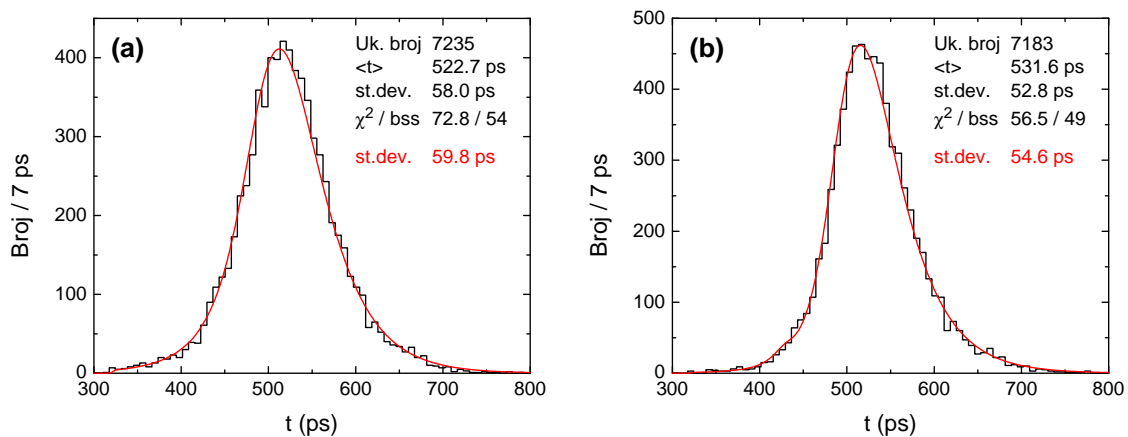 (a)
Uk. broj 7235
<t> 522.7 ps
st.dev. 58.0 ps
χ² / bss 72.8 / 54
st.dev. 59.8 ps
400
300
200
100
0
Broj / 7 ps
300 400 500 600 700 800
t (ps)
(b)
Uk. broj 7183
<t> 531.6 ps
st.dev. 52.8 ps
χ² / bss 56.5 / 49
st.dev. 54.6 ps
500
400
300
200
100
0
Broj / 7 ps
300 400 500 600 700 800
t (ps)